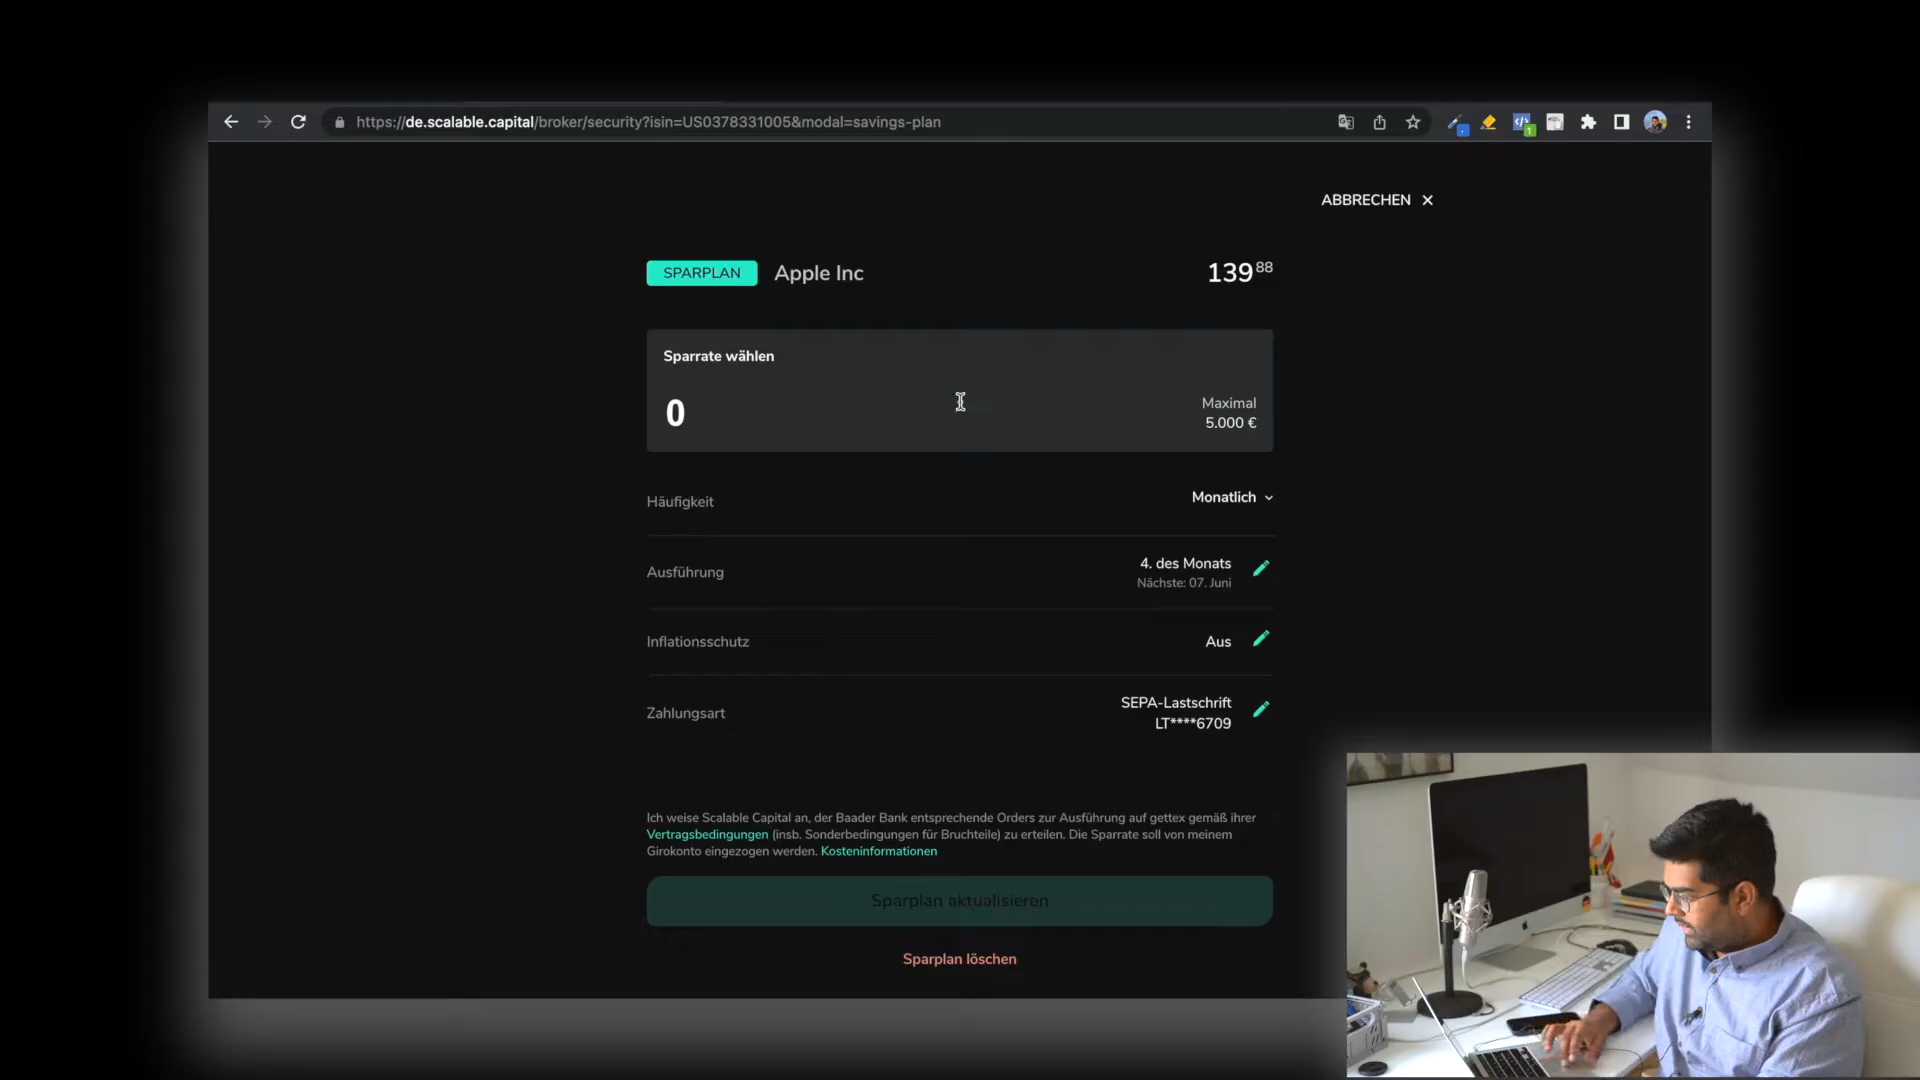 https://de.scalable.capital/broker/security?isin=US0378331005&modal=savings-plan
1
ABBRECHEN ×
SPARPLAN Apple Inc 139 88
Sparrate wählen
0
Maximal
5.000 €
Häufigkeit Monatlich
Ausführung 4. des Monats
Nächste: 07. Juni
Inflationsschutz Aus
Zahlungsart SEPA-Lastschrift
LT****6709
Ich weise Scalable Capital an, der Baader Bank entsprechende Orders zur Ausführung auf gettex gemäß ihrer
Vertragsbedingungen (insb. Sonderbedingungen für Bruchteile) zu erteilen. Die Sparrate soll von meinem
Girokonto eingezogen werden. Kosteninformationen
Sparplan aktualisieren
Sparplan löschen